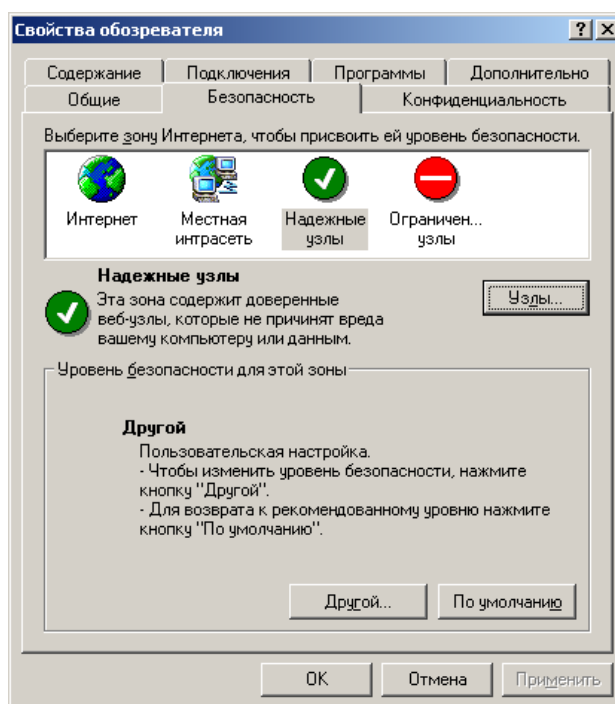 Свойства обозревателя
Содержание Подключения Программы Дополнительно
Общие Безопасность Конфиденциальность
Выберите зону Интернета, чтобы присвоить ей уровень безопасности.
Интернет Местная Надежные Ограничен...
интрасеть узлы узлы
Надежные узлы
Эта зона содержит доверенные
веб-узлы, которые не причинят вреда
вашему компьютеру или данным.
Узлы...
Уровень безопасности для этой зоны
Другой
Пользовательская настройка.
- Чтобы изменить уровень безопасности, нажмите
кнопку "Другой".
- Для возврата к рекомендованному уровню нажмите
кнопку "По умолчанию".
Другой... По умолчанию
OK Отмена Применить